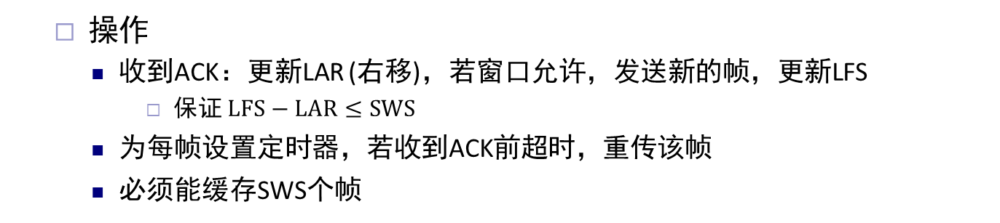 操作
收到ACK：更新LAR (右移)，若窗口允许，发送新的帧，更新LFS
保证 LFS − LAR ≤ SWS
为每帧设置定时器，若收到ACK前超时，重传该帧
必须能缓存SWS个帧